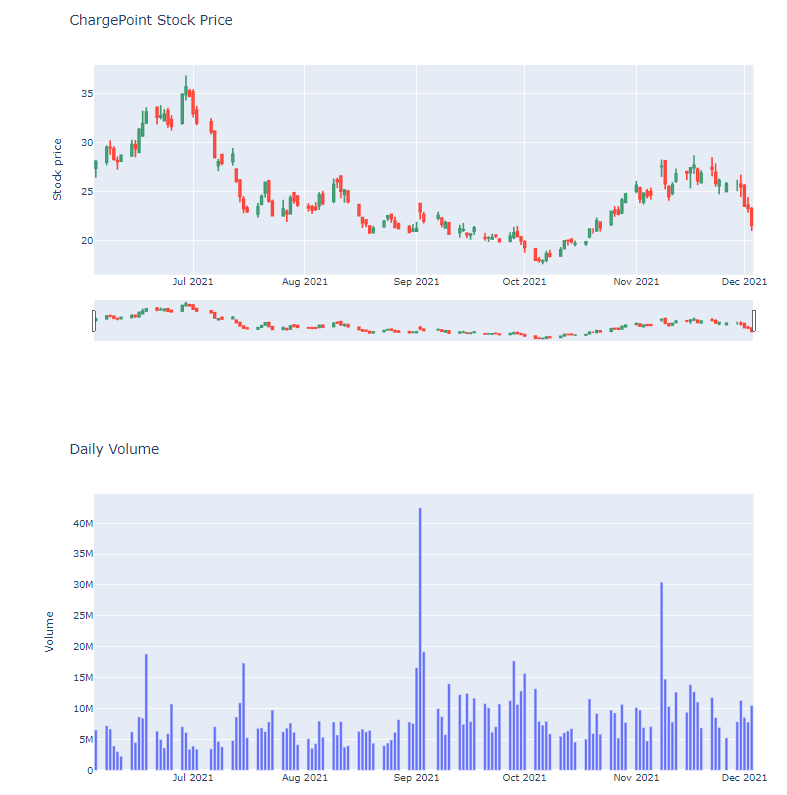 ChargePoint Stock Price
35
30
25
20
Stock price
Jul 2021 Aug 2021 Sep 2021 Oct 2021 Nov 2021 Dec 2021
Daily Volume
40M
35M
30M
25M
20M
15M
10M
5M
0
Volume
Jul 2021 Aug 2021 Sep 2021 Oct 2021 Nov 2021 Dec 2021